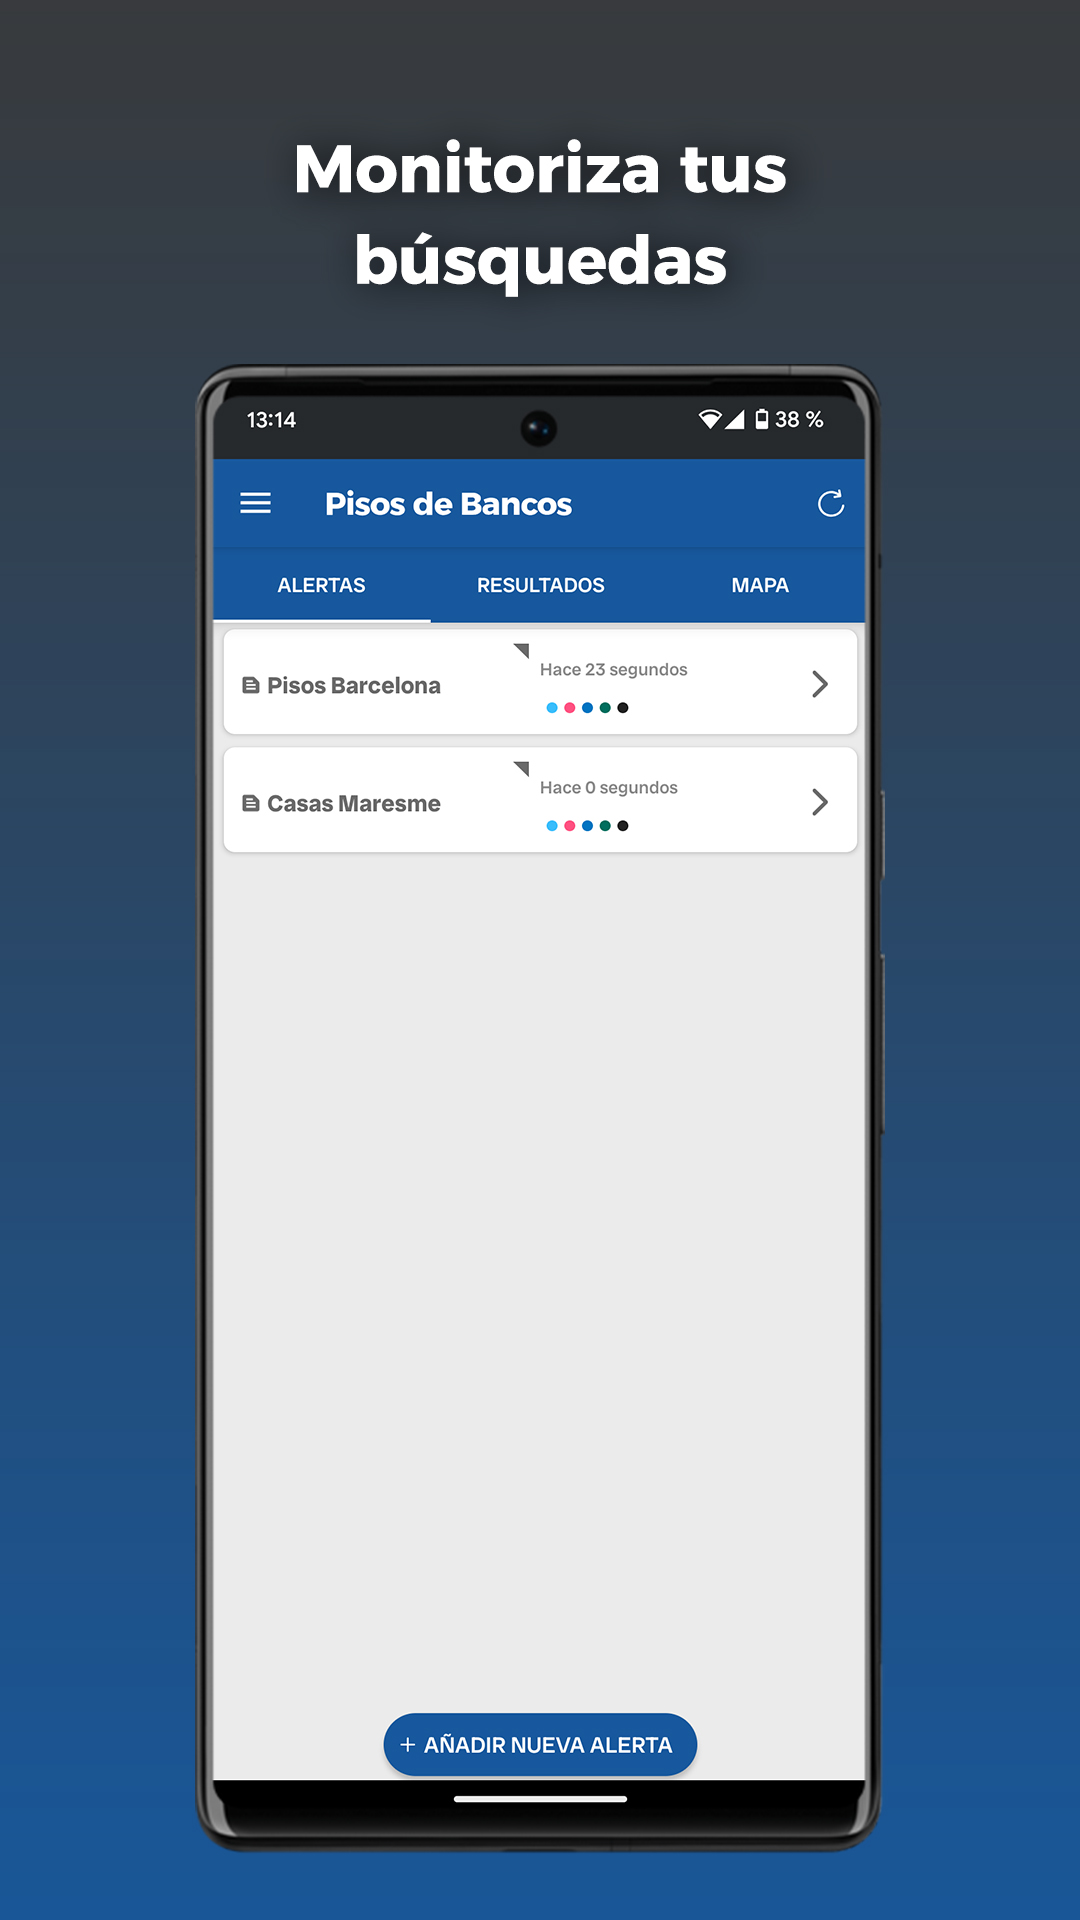 Monitoriza tus
búsquedas
13:14
38 %
Pisos de Bancos
ALERTAS
RESULTADOS
MAPA
Hace 23 segundos
Pisos Barcelona
Hace 0 segundos
Casas Maresme
+ AÑADIR NUEVA ALERTA